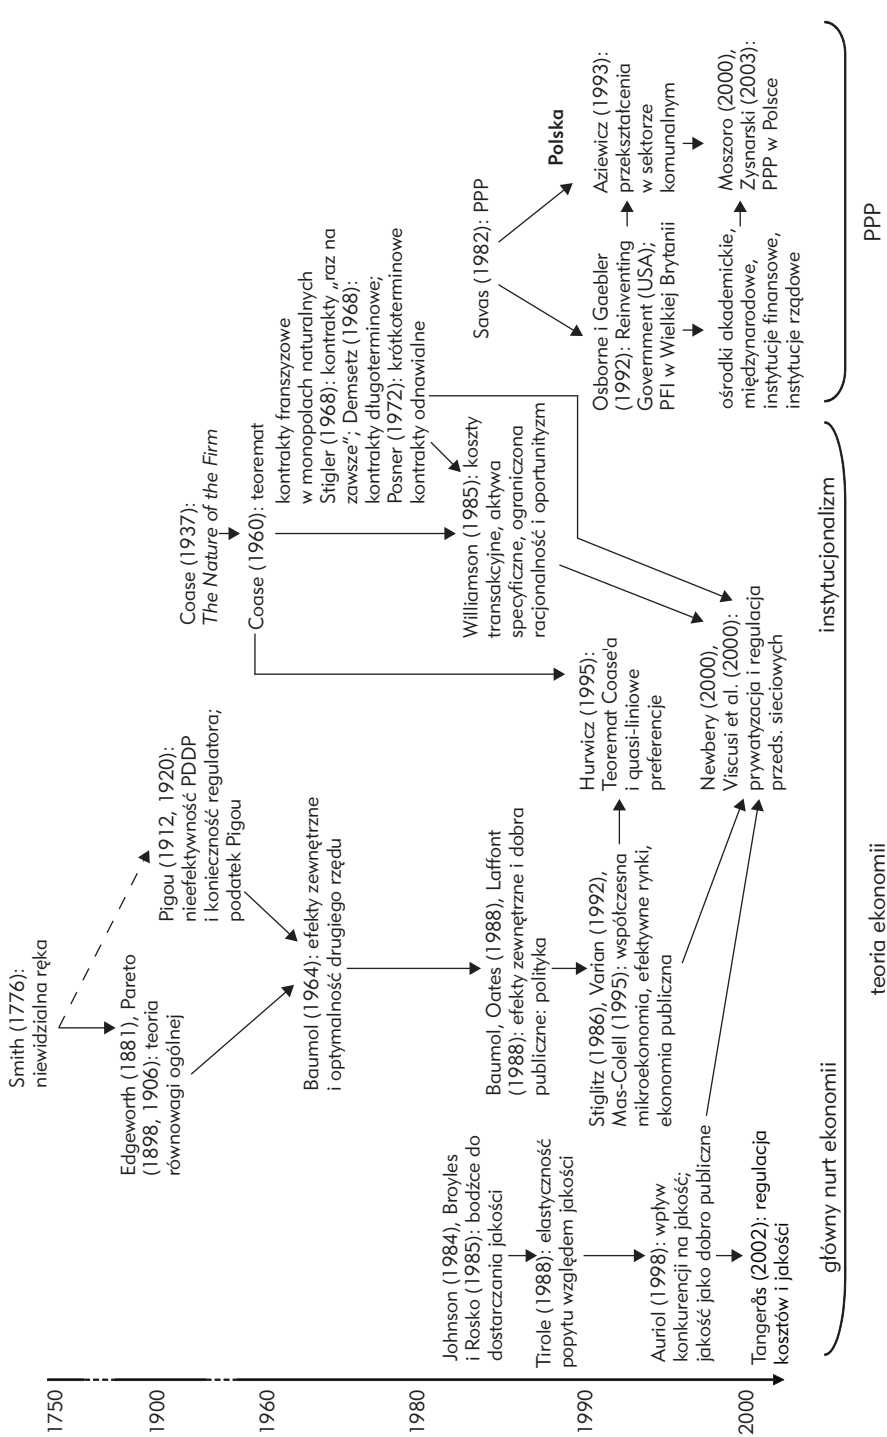 1750
1900
1960
1980
1990
2000
Smith (1776):
niewidzialna ręka
Edgeworth (1881), Pareto
(1898, 1906): teoria
równowagi ogólnej
Pigou (1912, 1920):
nieefektywność PDDP
i konieczność regulatora;
podatek Pigou
Baumol (1964): efekty zewnętrzne
i optymalność drugiego rzędu
Coase (1937):
The Nature of the Firm
Coase (1960): teoremat
kontrakty franszyzowe
w monopolach naturalnych
Stigler (1968): kontrakty „raz na
zawsze"; Demsetz (1968):
kontrakty długoterminowe;
Posner (1972): krótkoterminowe
kontrakty odnawialne
Johnson (1984), Broyles
i Rosko (1985): bodźce do
dostarczania jakości
Tirole (1988): elastyczność
popytu względem jakości
Auriol (1998): wpływ
konkurencji na jakość;
jakość jako dobro publiczne
Tangerås (2002): regulacja
kosztów i jakości
Baumol, Oates (1988), Laffont
(1988): efekty zewnętrzne i dobra
publiczne: polityka
Stiglitz (1986), Varian (1992),
Mas-Colell (1995): współczesna
mikroekonomia, efektywne rynki,
ekonomia publiczna
Williamson (1985): koszty
transakcyjne, aktywa
specyficzne, ograniczona
racjonalność i oportunityzm
Hurwicz (1995):
Teoremat Coase'a
i quasi-liniowe
preferencje
Newbery (2000),
Viscusi et al. (2000):
prywatyzacja i regulacja
przeds. sieciowych
Savas (1982): PPP
Polska
Osborne i Gaebler
(1992): Reinventing
Government (USA);
PFI w Wielkiej Brytanii
Aziewicz (1993):
przekształcenia
w sektorze
komunalnym
ośrodki akademickie,
międzynarodowe,
instytucje finansowe,
instytucje rządowe
Moszoro (2000),
Zysnarski (2003):
PPP w Polsce
główny nurt ekonomii
instytucjonalizm
teoria ekonomii
PPP